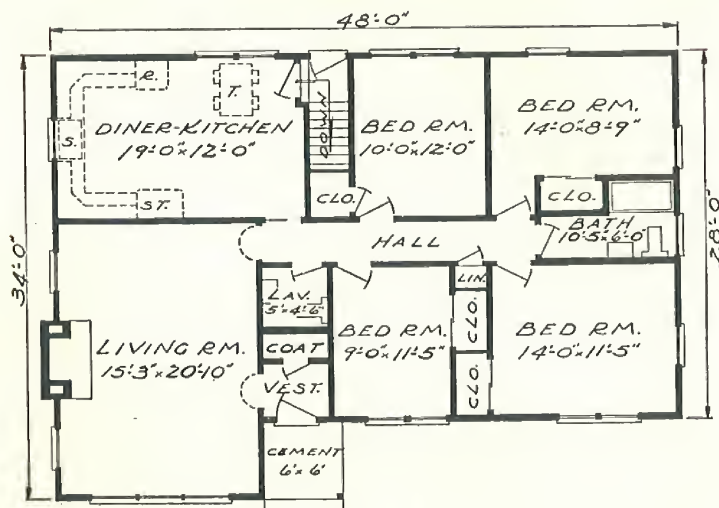 48'-0"
R.
T.
DOWN
S.
DINER-KITCHEN
19'-0"x12'-0"
ST.
BED RM.
10'-0"x12'-0"
BED RM.
14'-0"x8'-9"
CLO.
CLO.
BATH
10'-5"x6'-0"
HALL
34'-0"
28'-0"
LAV.
5'x4'-6"
LIN.
LIVING RM.
15'-3"x20'-10"
COAT
VEST.
BED RM.
9'-0"x11'-5"
CLO.
CLO.
BED RM.
14'-0"x11'-5"
CEMENT
6'x6'